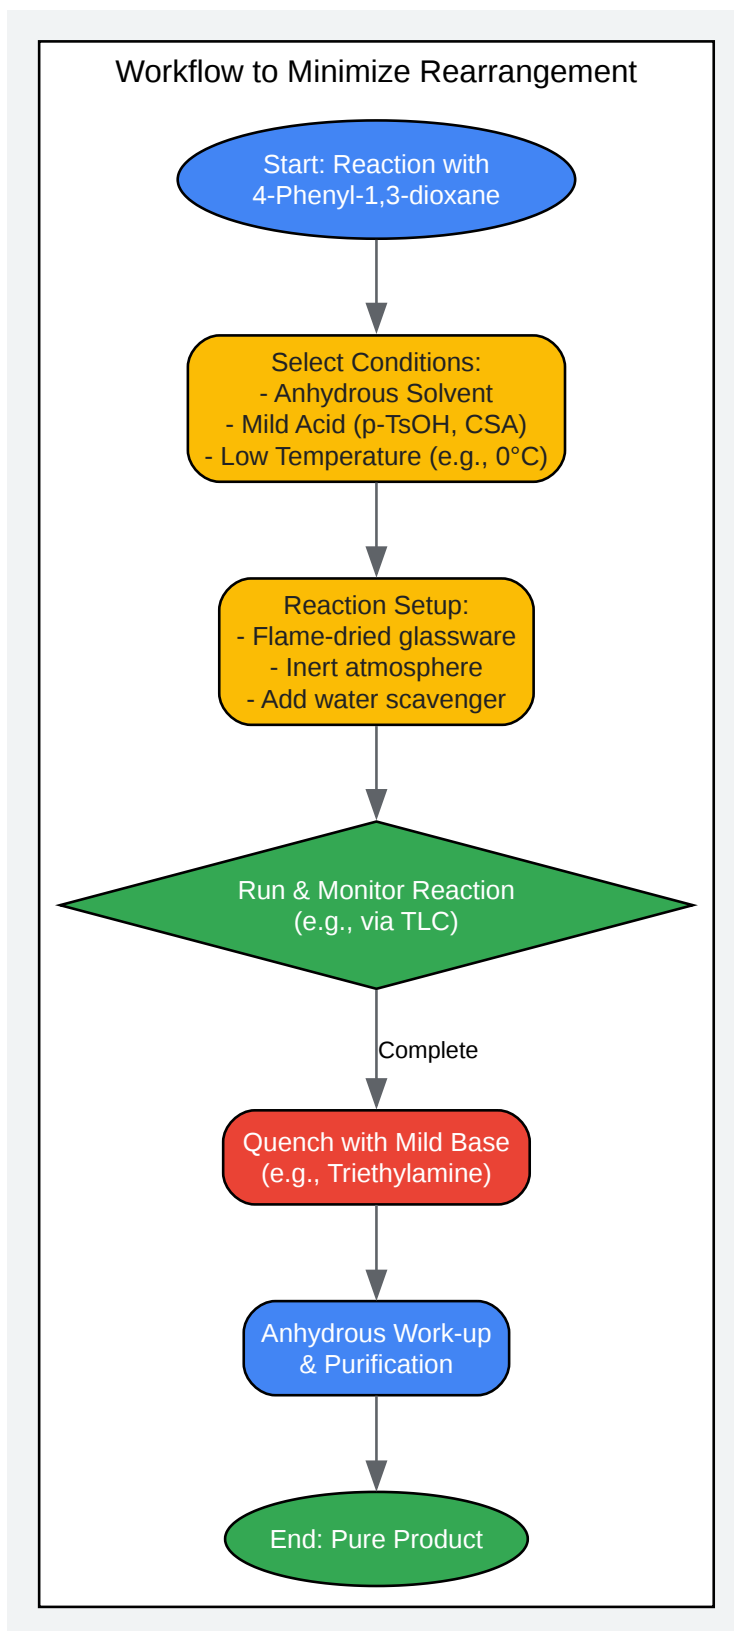 Workflow to Minimize Rearrangement
Start: Reaction with
4-Phenyl-1,3-dioxane
Select Conditions:
- Anhydrous Solvent
- Mild Acid (p-TsOH, CSA)
- Low Temperature (e.g., 0°C)
Reaction Setup:
- Flame-dried glassware
- Inert atmosphere
- Add water scavenger
Run & Monitor Reaction
(e.g., via TLC)
Complete
Quench with Mild Base
(e.g., Triethylamine)
Anhydrous Work-up
& Purification
End: Pure Product